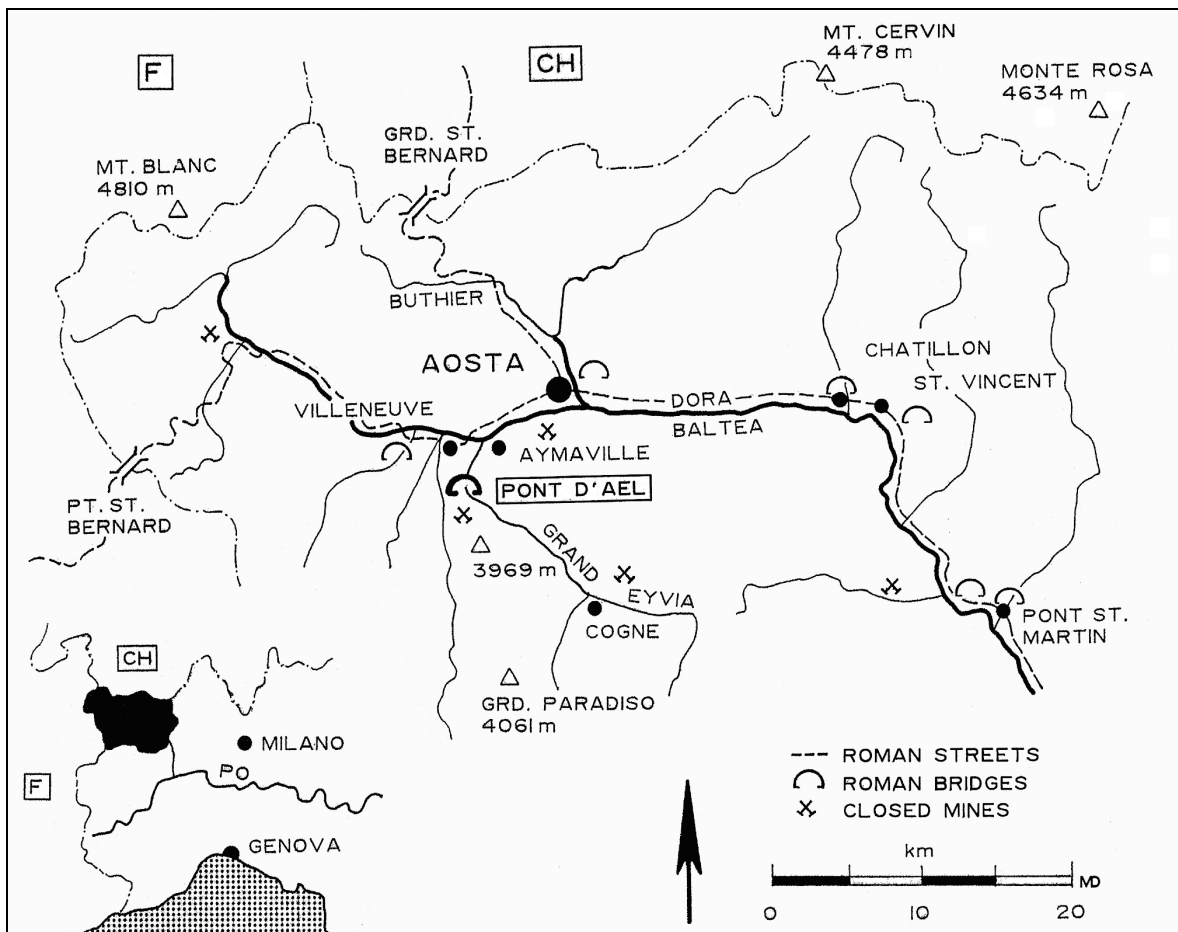 F
CH
MT. CERVIN
4478 m
MONTE ROSA
4634 m
GRD. ST.
BERNARD
MT. BLANC
4810 m
BUTHIER
AOSTA
CHATILLON
ST. VINCENT
VILLENEUVE
DORA
BALTEA
AYMAVILLE
PONT D'AEL
PT. ST.
BERNARD
3969 m
GRAND
EYVIA
COGNE
PONT ST.
MARTIN
GRD. PARADISO
4061 m
CH
MILANO
PO
F
GENOVA
ROMAN STREETS
ROMAN BRIDGES
CLOSED MINES
km
MD
0 10 20